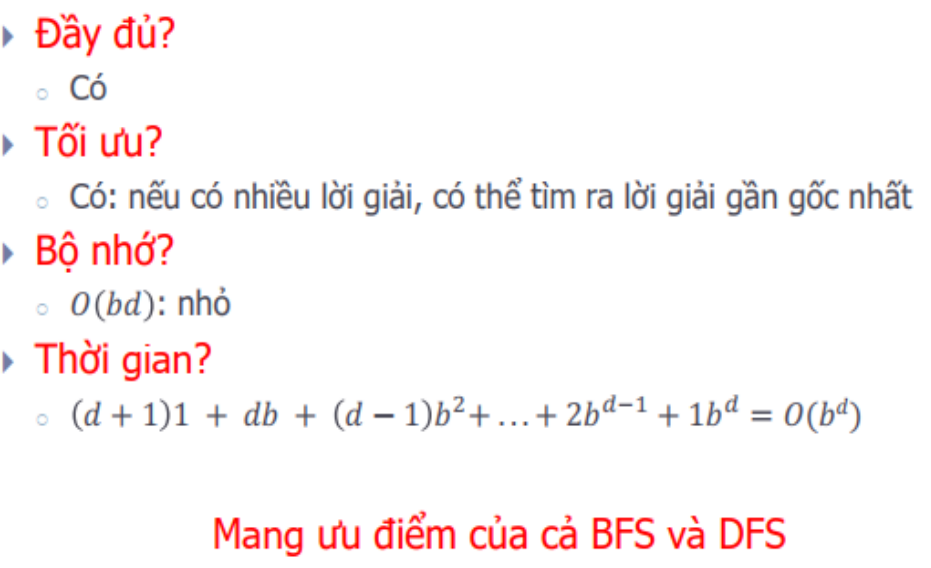 Đầy đủ?
Có
Tối ưu?
Có: nếu có nhiều lời giải, có thể tìm ra lời giải gần gốc nhất
Bộ nhớ?
O(bd): nhỏ
Thời gian?
(d + 1)1 + db + (d − 1)b² + … + 2b^{d−1} + 1b^d = O(b^d)
Mang ưu điểm của cả BFS và DFS